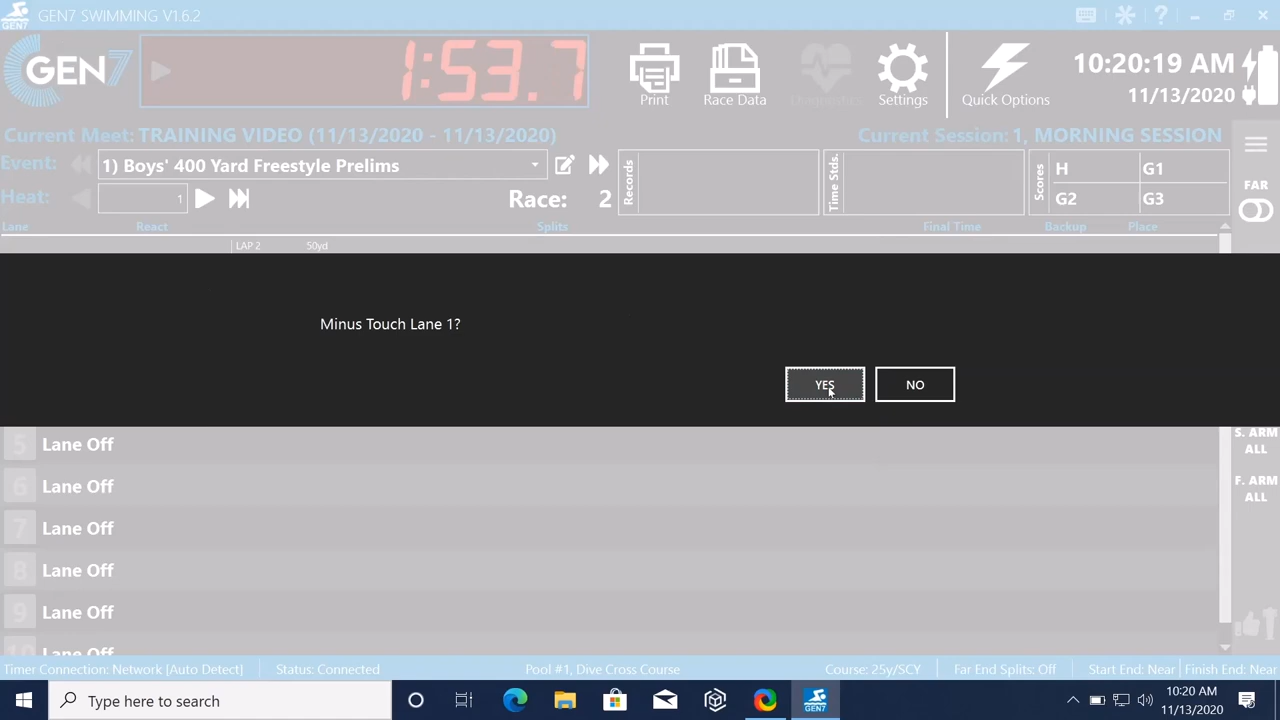 GEN7 SWIMMING V1.6.2
GEN7
GEN7
1:53.7
Print
Race Data
Diagnostics
Settings
Quick Options
10:20:19 AM
11/13/2020
Current Meet: TRAINING VIDEO (11/13/2020 - 11/13/2020)
Current Session: 1, MORNING SESSION
Event:
1) Boys' 400 Yard Freestyle Prelims
Heat:
1
Race: 2
Records
Time Stds.
Scores
H
G1
G2
G3
FAR
Lane
React
Splits
Final Time
Backup
Place
LAP 2
50yd
Minus Touch Lane 1?
YES
NO
5 Lane Off
6 Lane Off
7 Lane Off
8 Lane Off
9 Lane Off
10 Lane Off
S. ARM
ALL
F. ARM
ALL
Timer Connection: Network [Auto Detect]
Status: Connected
Pool #1, Dive Cross Course
Course: 25y/SCY
Far End Splits: Off
Start End: Near
Finish End: Near
Type here to search
GEN7
10:20 AM
11/13/2020